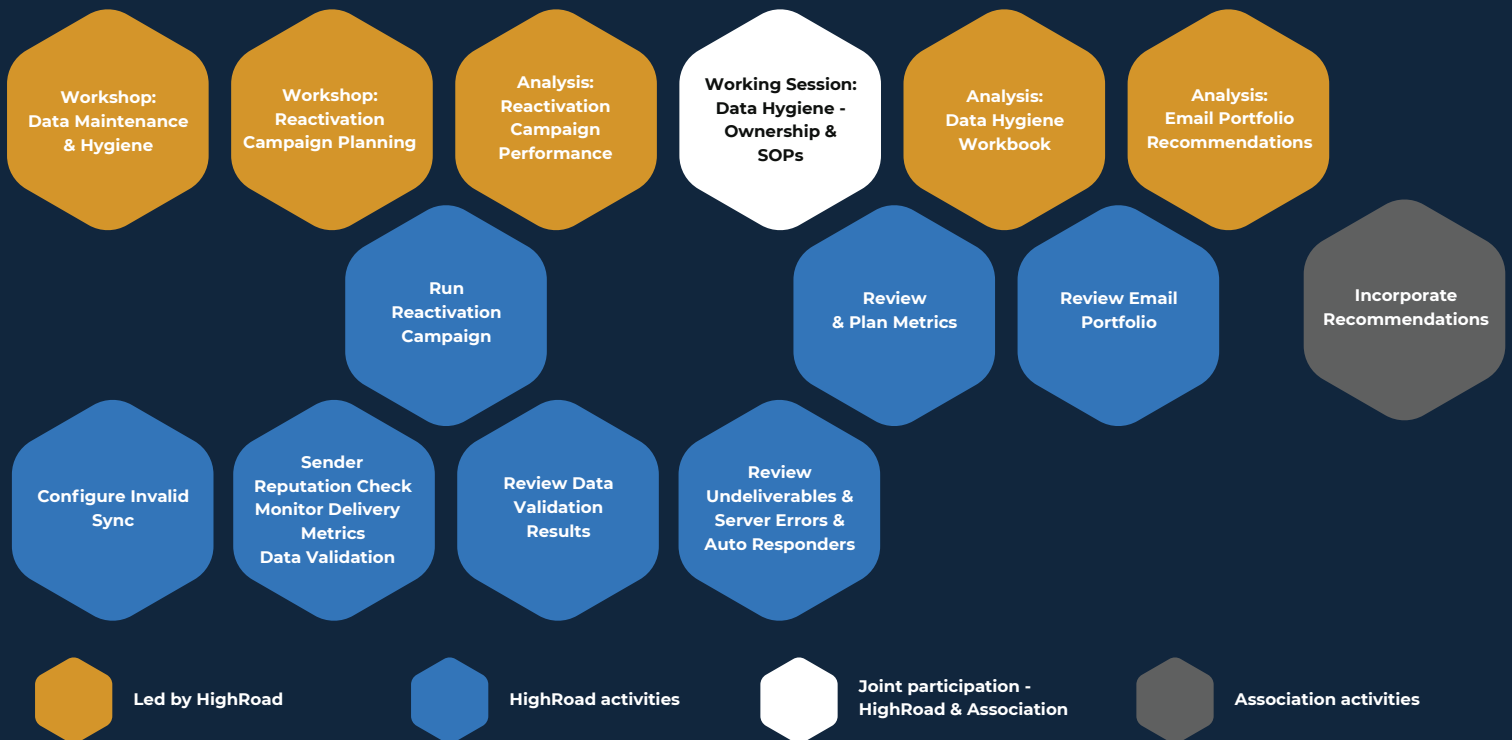 Workshop:
Data Maintenance
& Hygiene
Workshop:
Reactivation
Campaign Planning
Analysis:
Reactivation
Campaign
Performance
Working Session:
Data Hygiene -
Ownership &
SOPs
Analysis:
Data Hygiene
Workbook
Analysis:
Email Portfolio
Recommendations
Run
Reactivation
Campaign
Review
& Plan Metrics
Review Email
Portfolio
Incorporate
Recommendations
Configure Invalid
Sync
Sender
Reputation Check
Monitor Delivery
Metrics
Data Validation
Review Data
Validation
Results
Review
Undeliverables &
Server Errors &
Auto Responders
Led by HighRoad
HighRoad activities
Joint participation -
HighRoad & Association
Association activities